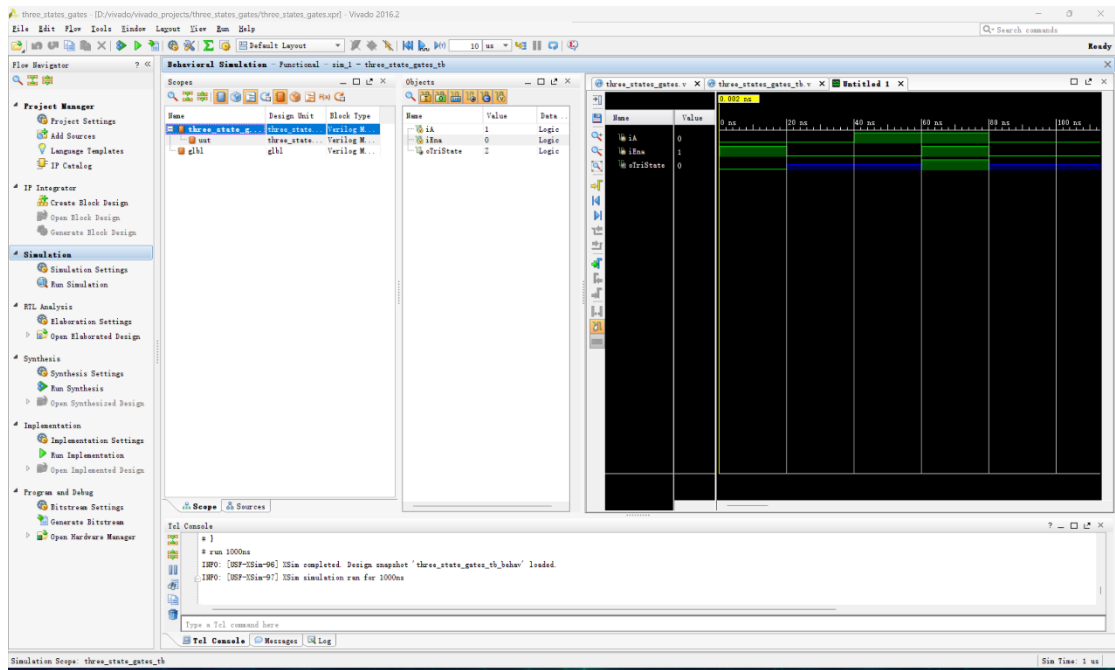 three_states_gates - [D:/vivado/vivado_projects/three_states_gates/three_states_gates.xpr] - Vivado 2016.2
File Edit Flow Tools Window Layout View Run Help
Search commands
Default Layout
10 us
Ready
Flow Navigator
Project Manager
Project Settings
Add Sources
Language Templates
IP Catalog
IP Integrator
Create Block Design
Open Block Design
Generate Block Design
Simulation
Simulation Settings
Run Simulation
RTL Analysis
Elaboration Settings
Open Elaborated Design
Synthesis
Synthesis Settings
Run Synthesis
Open Synthesized Design
Implementation
Implementation Settings
Run Implementation
Open Implemented Design
Program and Debug
Bitstream Settings
Generate Bitstream
Open Hardware Manager
Behavioral Simulation - Functional - sim_1 - three_state_gates_tb
Scopes
Name Design Unit Block Type
three_state_g... three_state... Verilog M...
uut three_state... Verilog M...
glbl glbl Verilog M...
Scope Sources
Objects
Name Value Data ...
iA 1 Logic
iEna 0 Logic
oTriState Z Logic
three_states_gates.v three_states_gates_tb.v Untitled 1
0.002 ns
Name Value
0 ns 20 ns 40 ns 60 ns 80 ns 100 ns
iA 0
iEna 1
oTriState 0
Tcl Console
# }
# run 1000ns
INFO: [USF-XSim-96] XSim completed. Design snapshot 'three_state_gates_tb_behav' loaded.
INFO: [USF-XSim-97] XSim simulation ran for 1000ns
Type a Tcl command here
Tcl Console Messages Log
Simulation Scope: three_state_gates_tb
Sim Time: 1 us